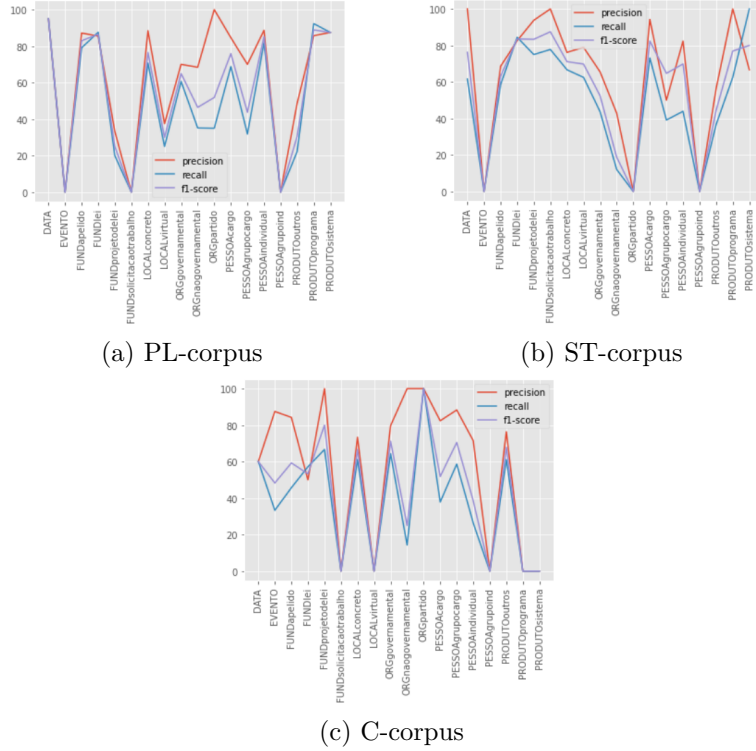 100
80
60
40
20
0
precision
recall
f1-score
DATA
EVENTO
FUNDapelido
FUNDlei
FUNDprojetodelei
FUNDsolicitacaotrabalho
LOCALconcreto
LOCALvirtual
ORGgovernamental
ORGnaogovernamental
ORGpartido
PESSOAcargo
PESSOAgrupocargo
PESSOAindividual
PESSOAgrupoind
PRODUTOoutros
PRODUTOprograma
PRODUTOsistema
(a) PL-corpus
100
80
60
40
20
0
precision
recall
f1-score
DATA
EVENTO
FUNDapelido
FUNDlei
FUNDprojetodelei
FUNDsolicitacaotrabalho
LOCALconcreto
LOCALvirtual
ORGgovernamental
ORGnaogovernamental
ORGpartido
PESSOAcargo
PESSOAgrupocargo
PESSOAindividual
PESSOAgrupoind
PRODUTOoutros
PRODUTOprograma
PRODUTOsistema
(b) ST-corpus
100
80
60
40
20
0
precision
recall
f1-score
DATA
EVENTO
FUNDapelido
FUNDlei
FUNDprojetodelei
FUNDsolicitacaotrabalho
LOCALconcreto
LOCALvirtual
ORGgovernamental
ORGnaogovernamental
ORGpartido
PESSOAcargo
PESSOAgrupocargo
PESSOAindividual
PESSOAgrupoind
PRODUTOoutros
PRODUTOprograma
PRODUTOsistema
(c) C-corpus